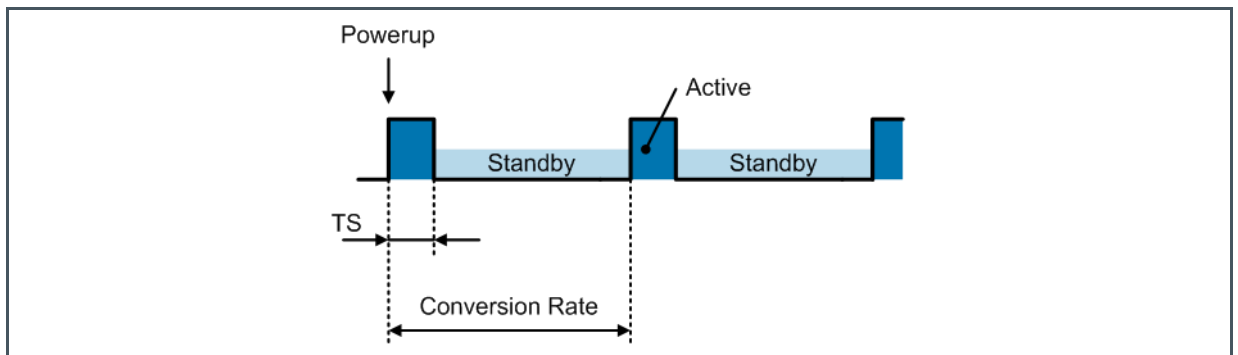 Powerup
Active
Standby
Standby
TS
Conversion Rate